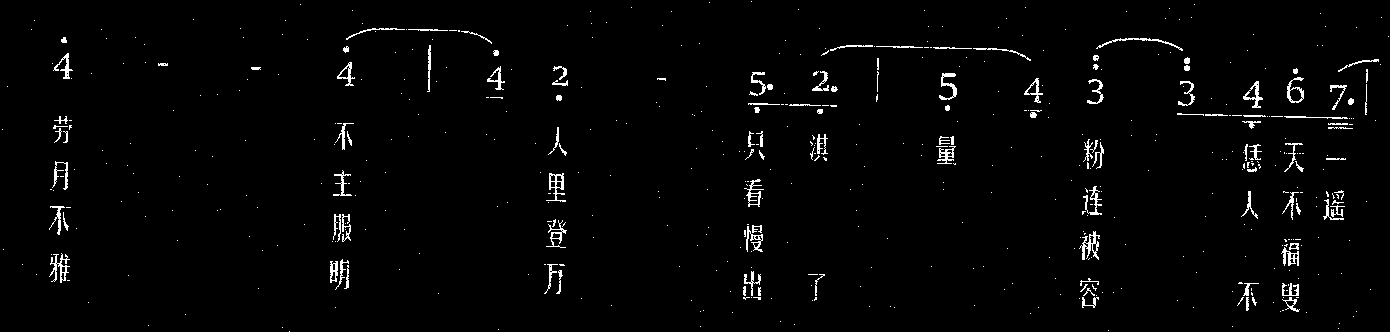 4 - - 4 | 4 2 - 5. 2. | 5 4 3 3 4 6 7. |
劳 不 人 只 淇 量 粉 恁 天 一
月 主 里 看 连 人 不 遥
不 服 登 慢 被 福
雅 明 万 出 了 容 不 叟